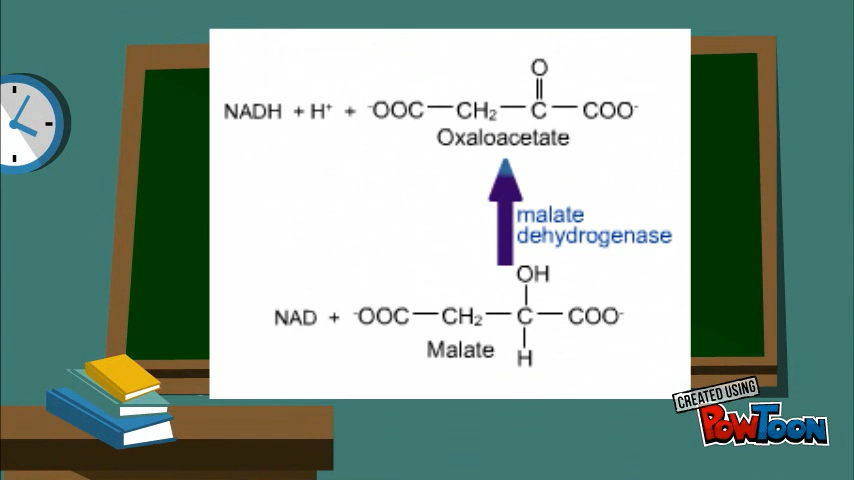 O
NADH + H⁺ + ⁻OOC — CH₂ — C — COO⁻
Oxaloacetate
malate
dehydrogenase
OH
NAD + ⁻OOC — CH₂ — C — COO⁻
Malate
H
CREATED USING
POWTOON